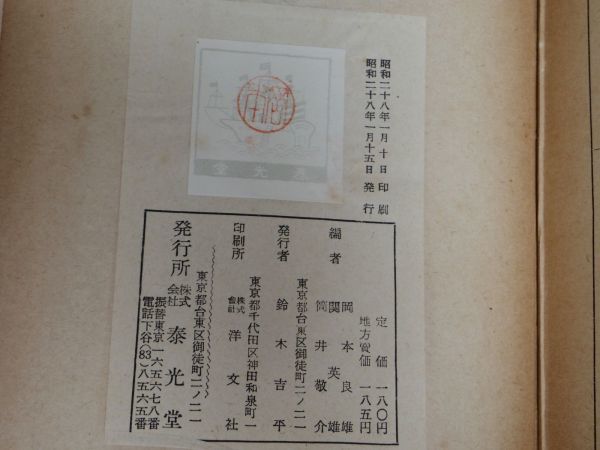 昭和二十八年一月十日印刷
昭和二十八年一月十五日発行
泰光堂
定価 一八〇円
地方賣価 一八五円
編者
岡本良雄
関英雄
筒井敬介
東京都台東区御徒町二ノ二一
発行者 鈴木吉平
東京都千代田区神田和泉町一
印刷所 株式会社 洋文社
東京都台東区御徒町二ノ二一
発行所 株式会社 泰光堂
振替東京一六五六七八番
電話下谷(83)八五六五番